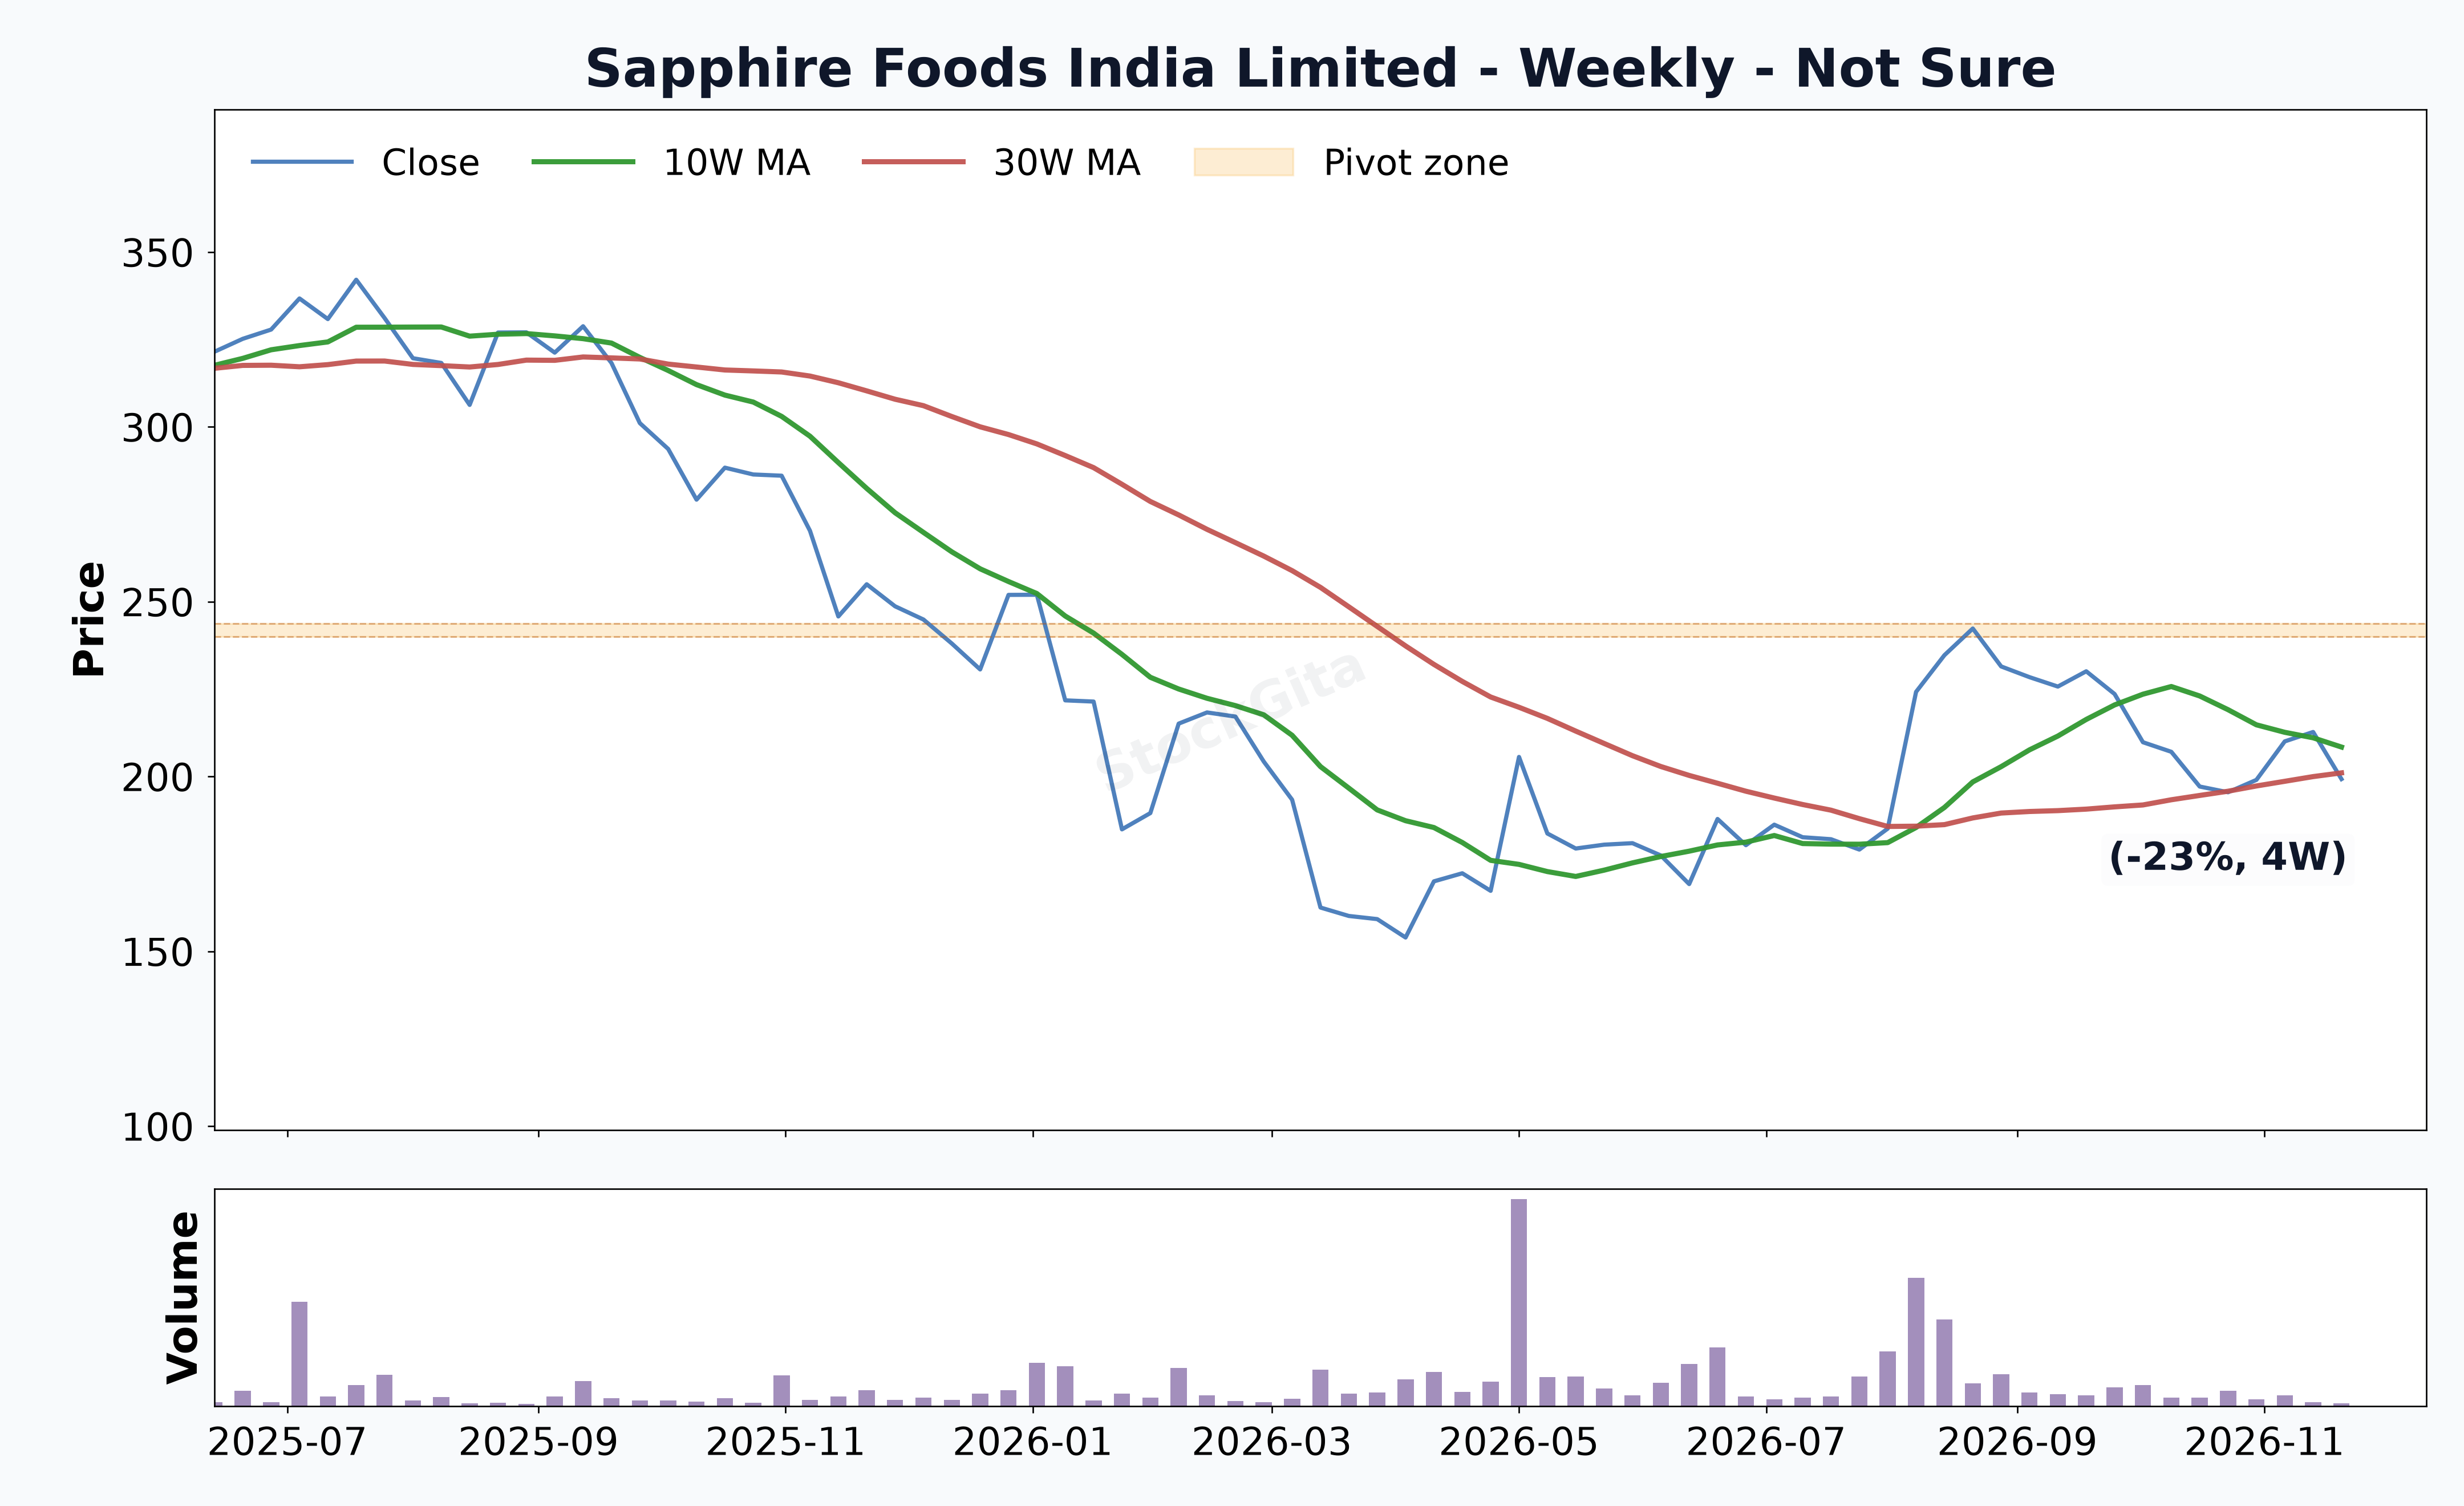 Sapphire Foods India Limited - Weekly - Not Sure
Close 10W MA 30W MA Pivot zone
350
300
250
200
150
100
Price
StockGita
(-23%, 4W)
Volume
2025-07 2025-09 2025-11 2026-01 2026-03 2026-05 2026-07 2026-09 2026-11